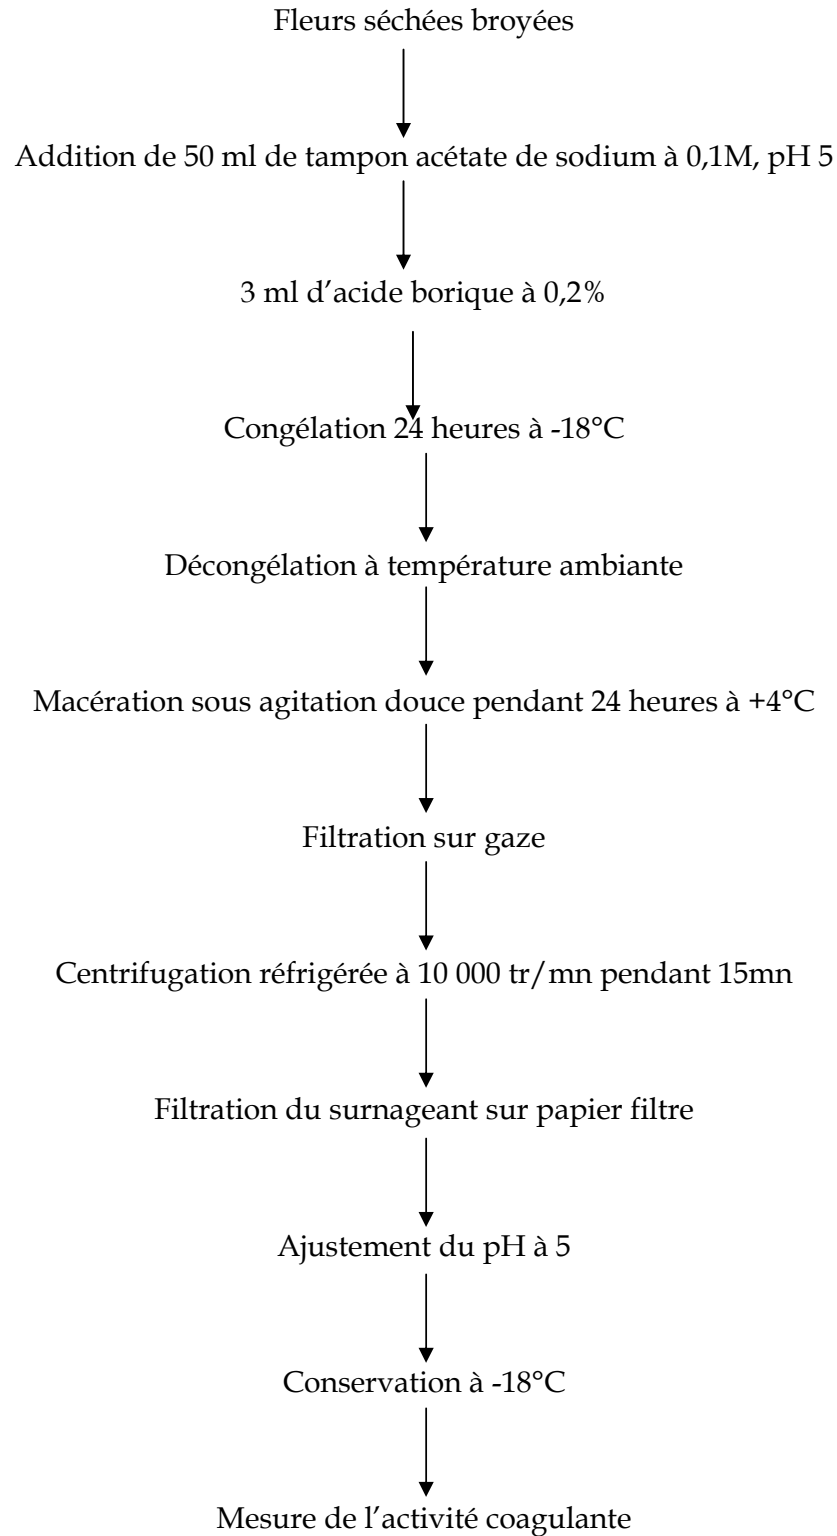 Fleurs séchées broyées
Addition de 50 ml de tampon acétate de sodium à 0,1M, pH 5
3 ml d’acide borique à 0,2%
Congélation 24 heures à -18°C
Décongélation à température ambiante
Macération sous agitation douce pendant 24 heures à +4°C
Filtration sur gaze
Centrifugation réfrigérée à 10 000 tr/mn pendant 15mn
Filtration du surnageant sur papier filtre
Ajustement du pH à 5
Conservation à -18°C
Mesure de l’activité coagulante